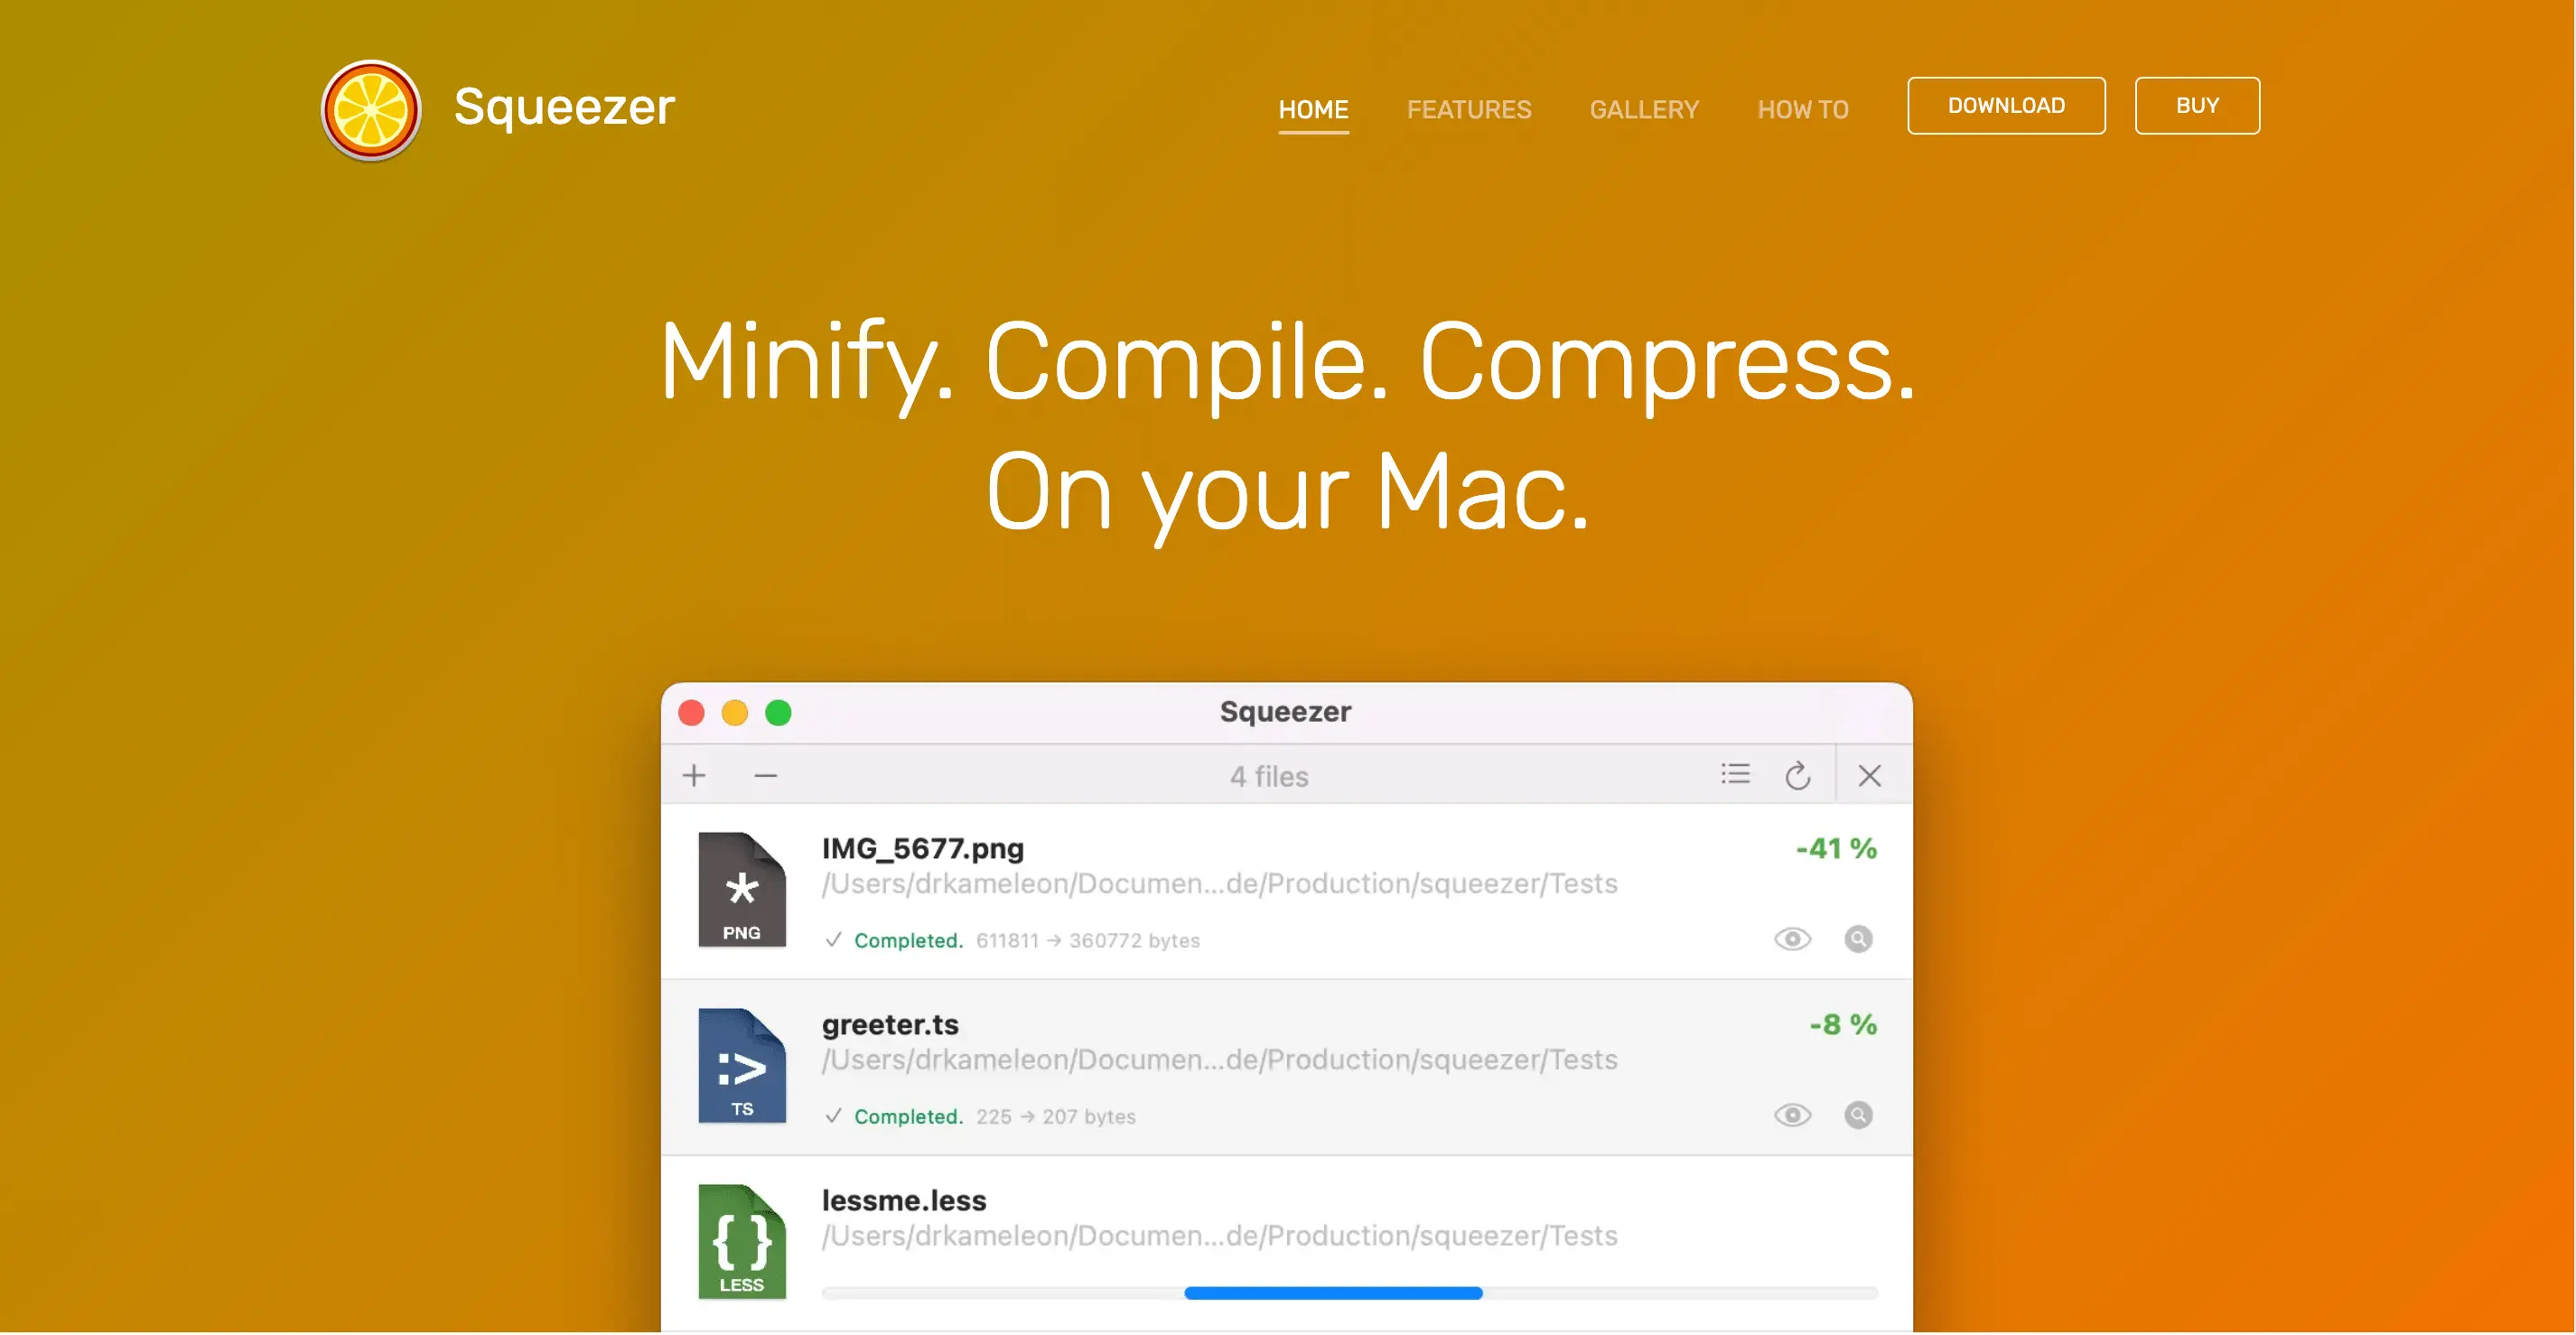 Squeezer
HOME FEATURES GALLERY HOW TO DOWNLOAD BUY
Minify. Compile. Compress.
On your Mac.
Squeezer
4 files
IMG_5677.png -41 %
/Users/drkameleon/Documen...de/Production/squeezer/Tests
✓ Completed. 611811 → 360772 bytes
* PNG
greeter.ts -8 %
/Users/drkameleon/Documen...de/Production/squeezer/Tests
✓ Completed. 225 → 207 bytes
:> TS
lessme.less
/Users/drkameleon/Documen...de/Production/squeezer/Tests
{ } LESS